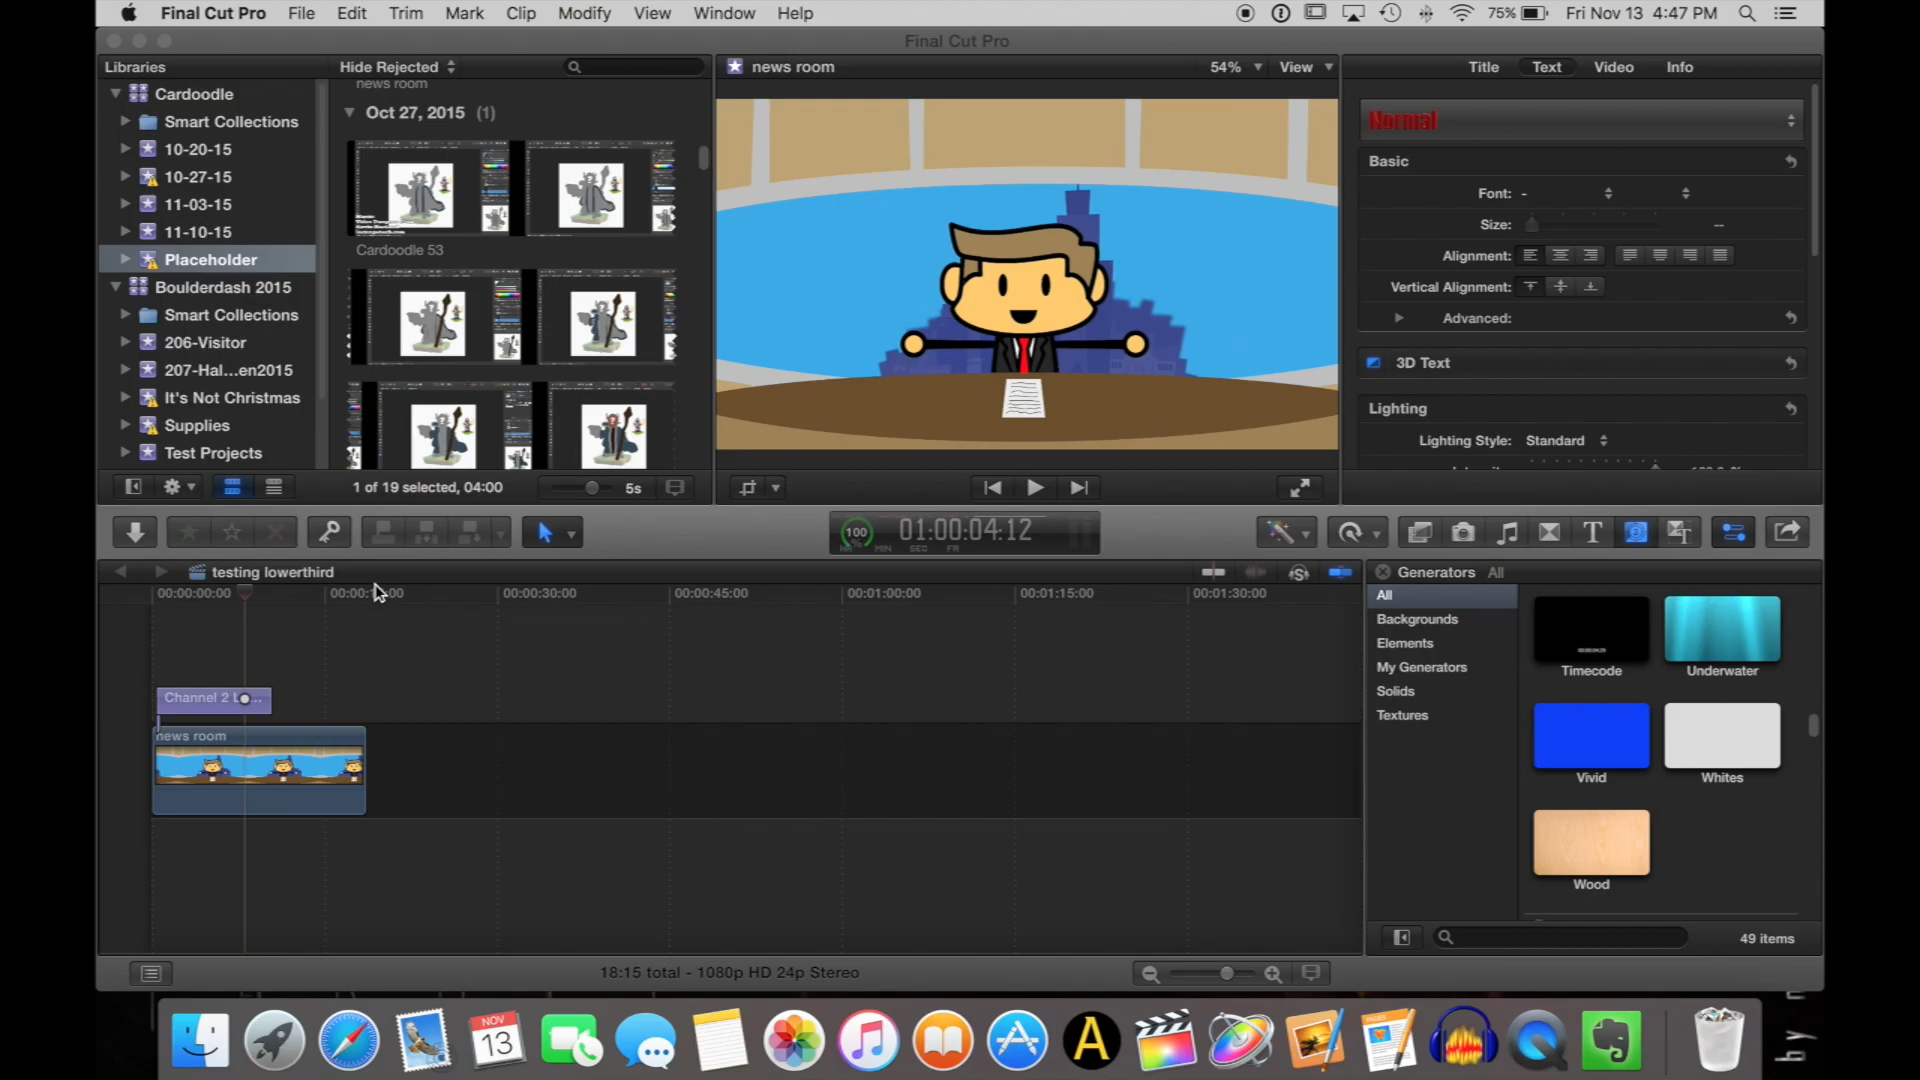 Final Cut Pro File Edit Trim Mark Clip Modify View Window Help 75% Fri Nov 13 4:47 PM
Final Cut Pro
Libraries
Hide Rejected
news room
54%
View
Title
Text
Video
Info
Cardoodle
Smart Collections
10-20-15
10-27-15
11-03-15
11-10-15
Placeholder
Boulderdash 2015
Smart Collections
206-Visitor
207-Hal...en2015
It's Not Christmas
Supplies
Test Projects
news room
Oct 27, 2015 (1)
Cardoodle 53
1 of 19 selected, 04:00
5s
Normal
Basic
Font: -
Size: --
Alignment:
Vertical Alignment:
Advanced:
3D Text
Lighting
Lighting Style: Standard
100
01:00:04:12
HR MIN SEC FR
testing lowerthird
00:00:00:00
00:00:30:00
00:00:45:00
00:01:00:00
00:01:15:00
00:01:30:00
Channel 2 L...
news room
Generators All
All
Backgrounds
Elements
My Generators
Solids
Textures
Timecode
Underwater
Vivid
Whites
Wood
49 items
18:15 total - 1080p HD 24p Stereo
NOV
13
PAGES
by